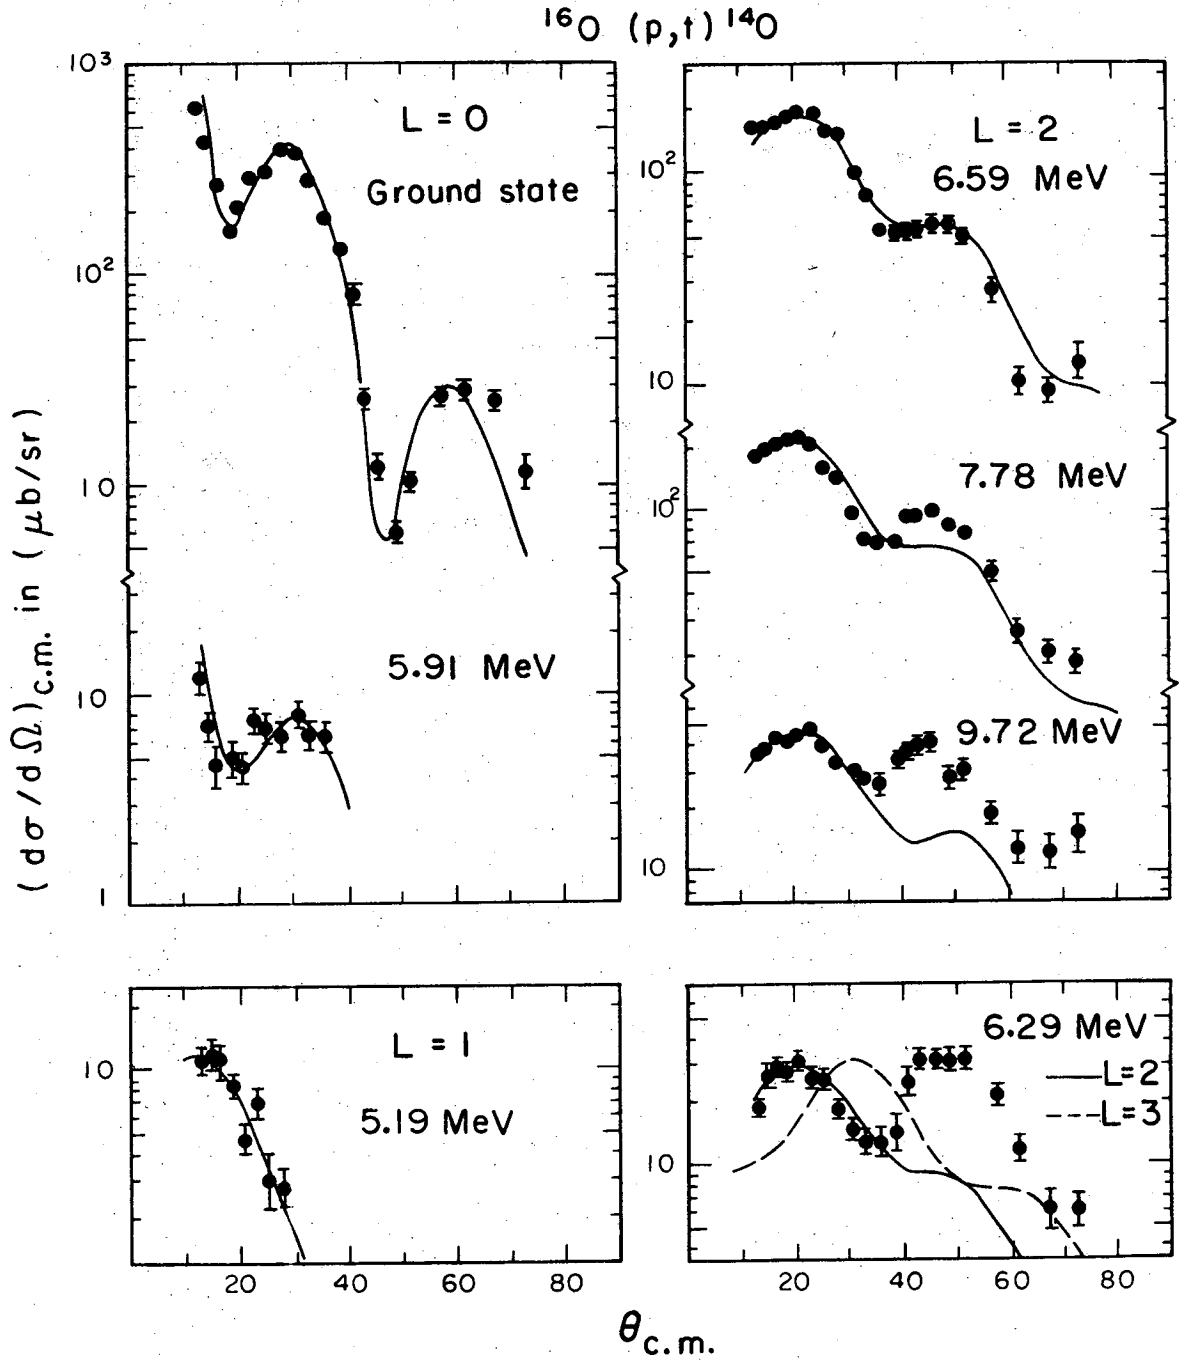 ¹⁶O (p,t) ¹⁴O
(dσ/dΩ)c.m. in (μb/sr)
10³
10²
10
10
1
L = 0
Ground state
5.91 MeV
10²
10
10²
10
L = 2
6.59 MeV
7.78 MeV
9.72 MeV
10
L = 1
5.19 MeV
20 40 60 80
10
6.29 MeV
L=2
L=3
20 40 60 80
θc.m.